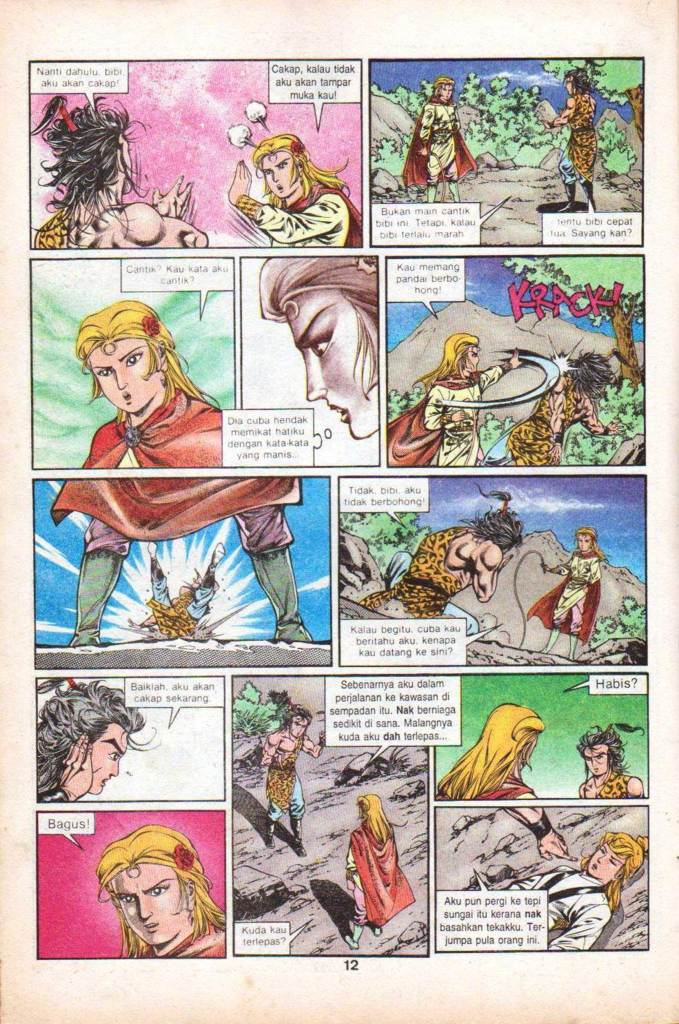 Nanti dahulu, bibi,
aku akan cakap!
Cakap, kalau tidak
aku akan tampar
muka kau!
Bukan main cantik
bibi ini. Tetapi, kalau
bibi terlalu marah
tentu bibi cepat
tua. Sayang kan?
Cantik? Kau kata aku
cantik?
Dia cuba hendak
memikat hatiku
dengan kata-kata
yang manis...
Kau memang
pandai berbo-
hong!
KRACK!
Tidak, bibi, aku
tidak berbohong!
Kalau begitu, cuba kau
beritahu aku, kenapa
kau datang ke sini?
Baiklah, aku akan
cakap sekarang.
Bagus!
Sebenarnya aku dalam
perjalanan ke kawasan di
sempadan itu. Nak berniaga
sedikit di sana. Malangnya
kuda aku dah terlepas...
Kuda kau
terlepas?
Habis?
Aku pun pergi ke tepi
sungai itu kerana nak
basahkan tekakku. Ter-
jumpa pula orang ini.
12